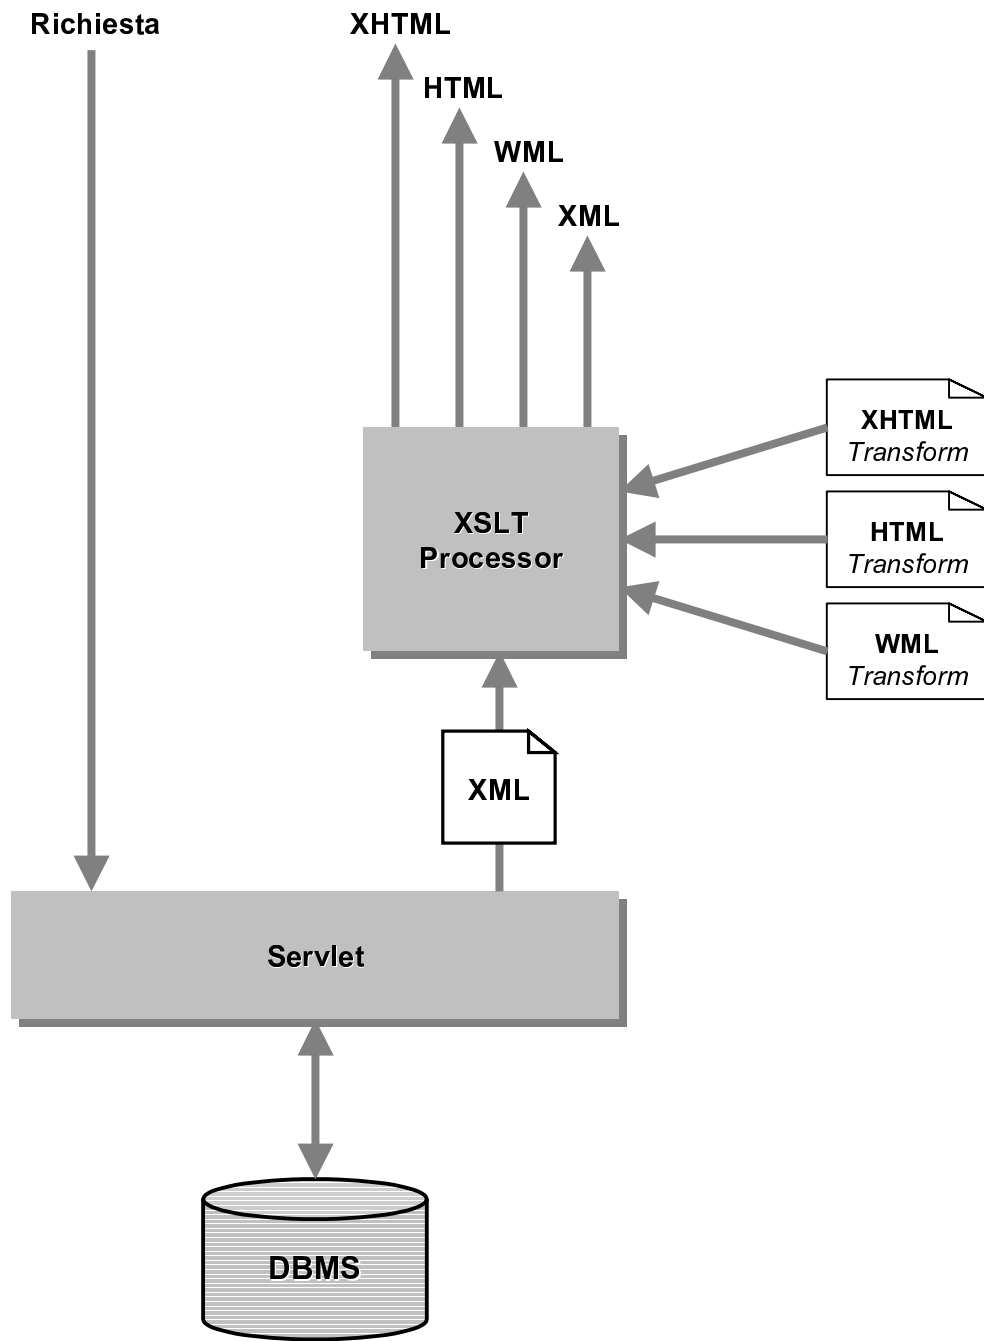 Richiesta
XHTML
HTML
WML
XML
XHTML
Transform
HTML
Transform
WML
Transform
XSLT
Processor
XML
Servlet
DBMS